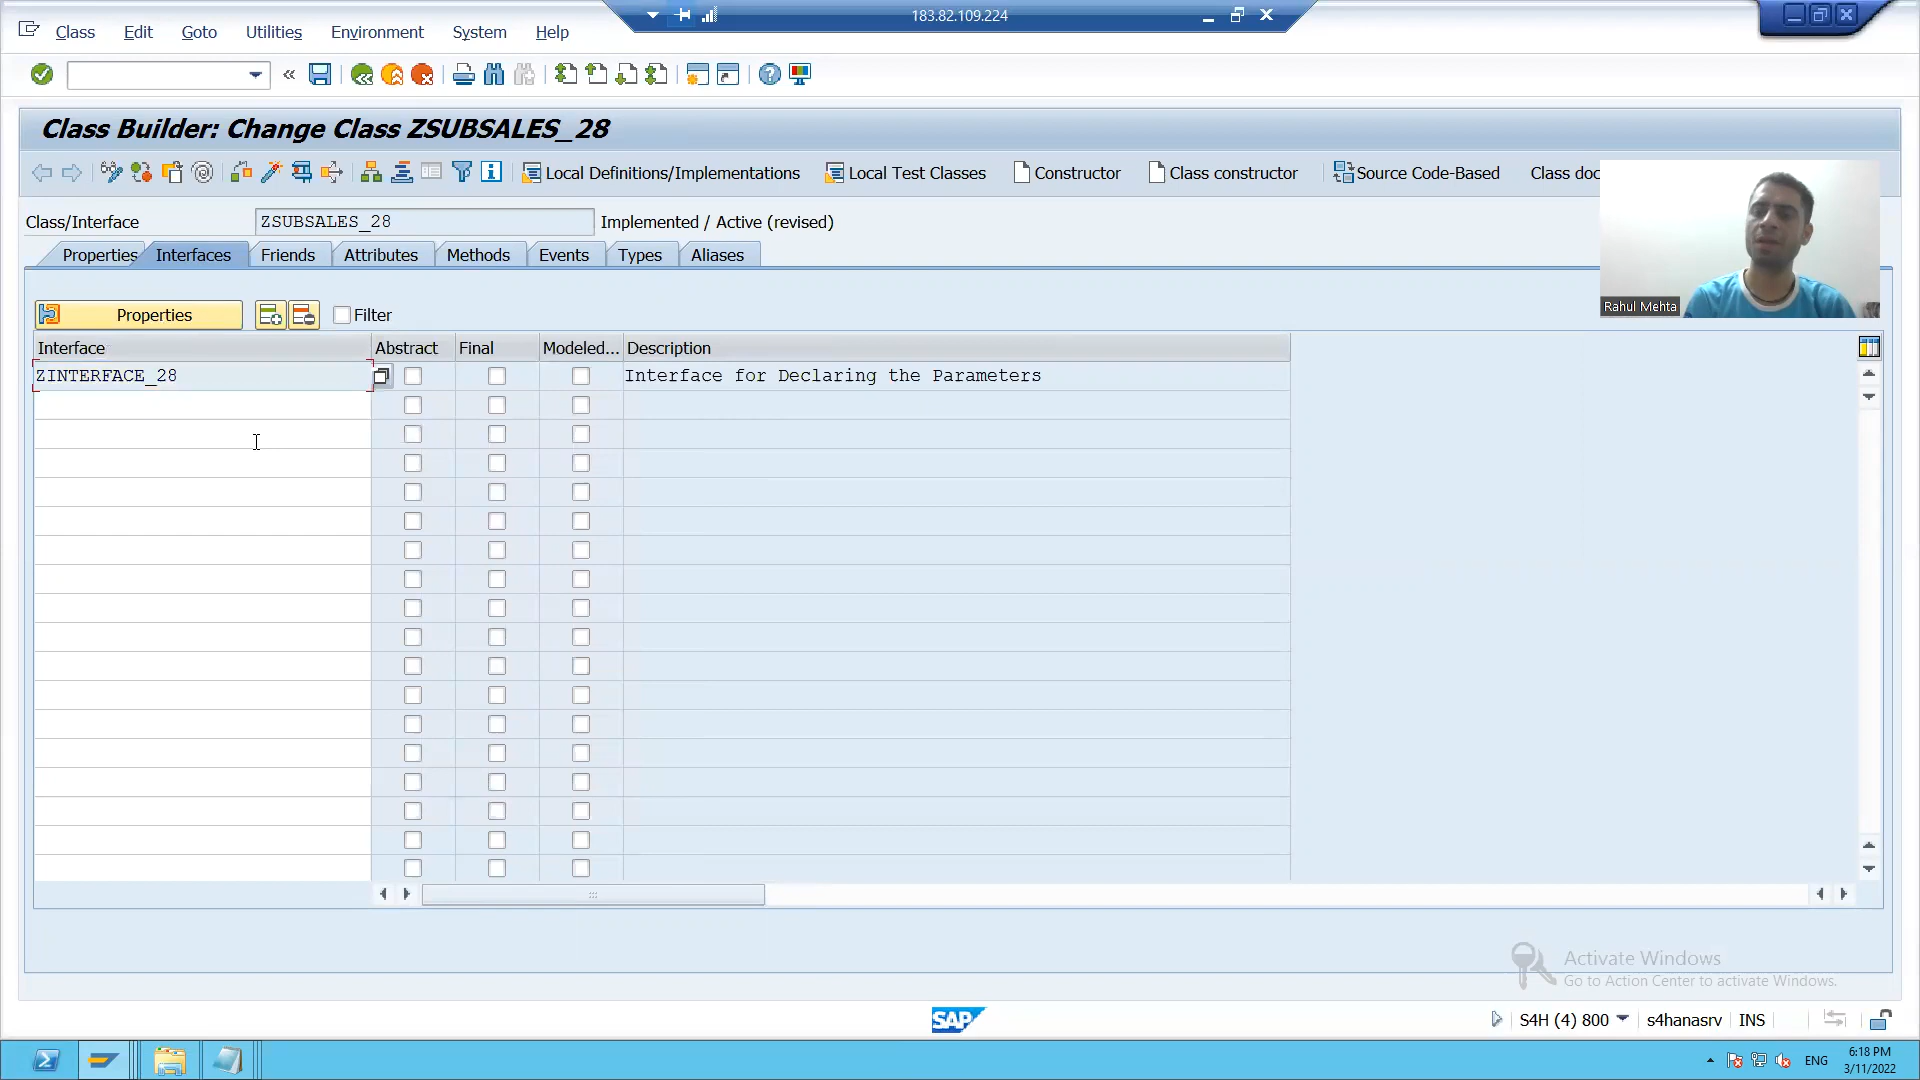 183.82.109.224
Class Edit Goto Utilities Environment System Help
Class Builder: Change Class ZSUBSALES_28
Local Definitions/Implementations Local Test Classes Constructor Class constructor Source Code-Based Class doc
Class/Interface ZSUBSALES_28 Implemented / Active (revised)
Properties Interfaces Friends Attributes Methods Events Types Aliases
Rahul Mehta
Properties Filter
Interface Abstract Final Modeled... Description
ZINTERFACE_28 Interface for Declaring the Parameters
Activate Windows
Go to Action Center to activate Windows.
SAP S4H (4) 800 s4hanasrv INS
ENG 6:18 PM
3/11/2022